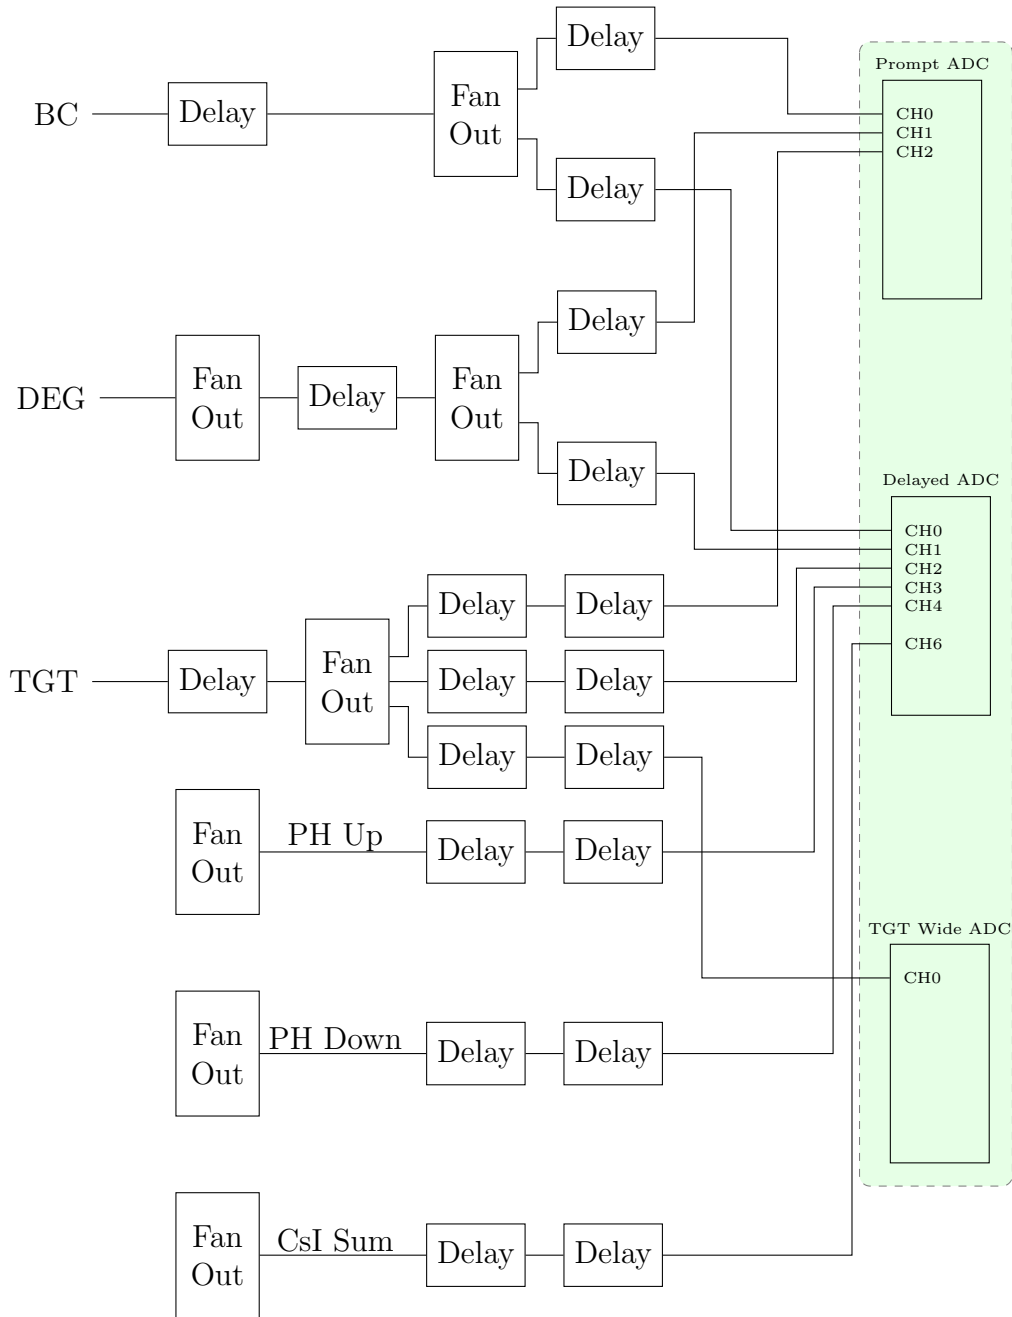 Delay
Prompt ADC
BC
Delay
Fan
Out
CH0
CH1
CH2
Delay
Delay
DEG
Fan
Out
Delay
Fan
Out
Delay
Delayed ADC
CH0
CH1
CH2
CH3
CH4
CH6
Delay
Delay
TGT
Delay
Fan
Out
Delay
Delay
Delay
Delay
Fan
Out
PH Up
Delay
Delay
TGT Wide ADC
CH0
Fan
Out
PH Down
Delay
Delay
Fan
Out
CsI Sum
Delay
Delay